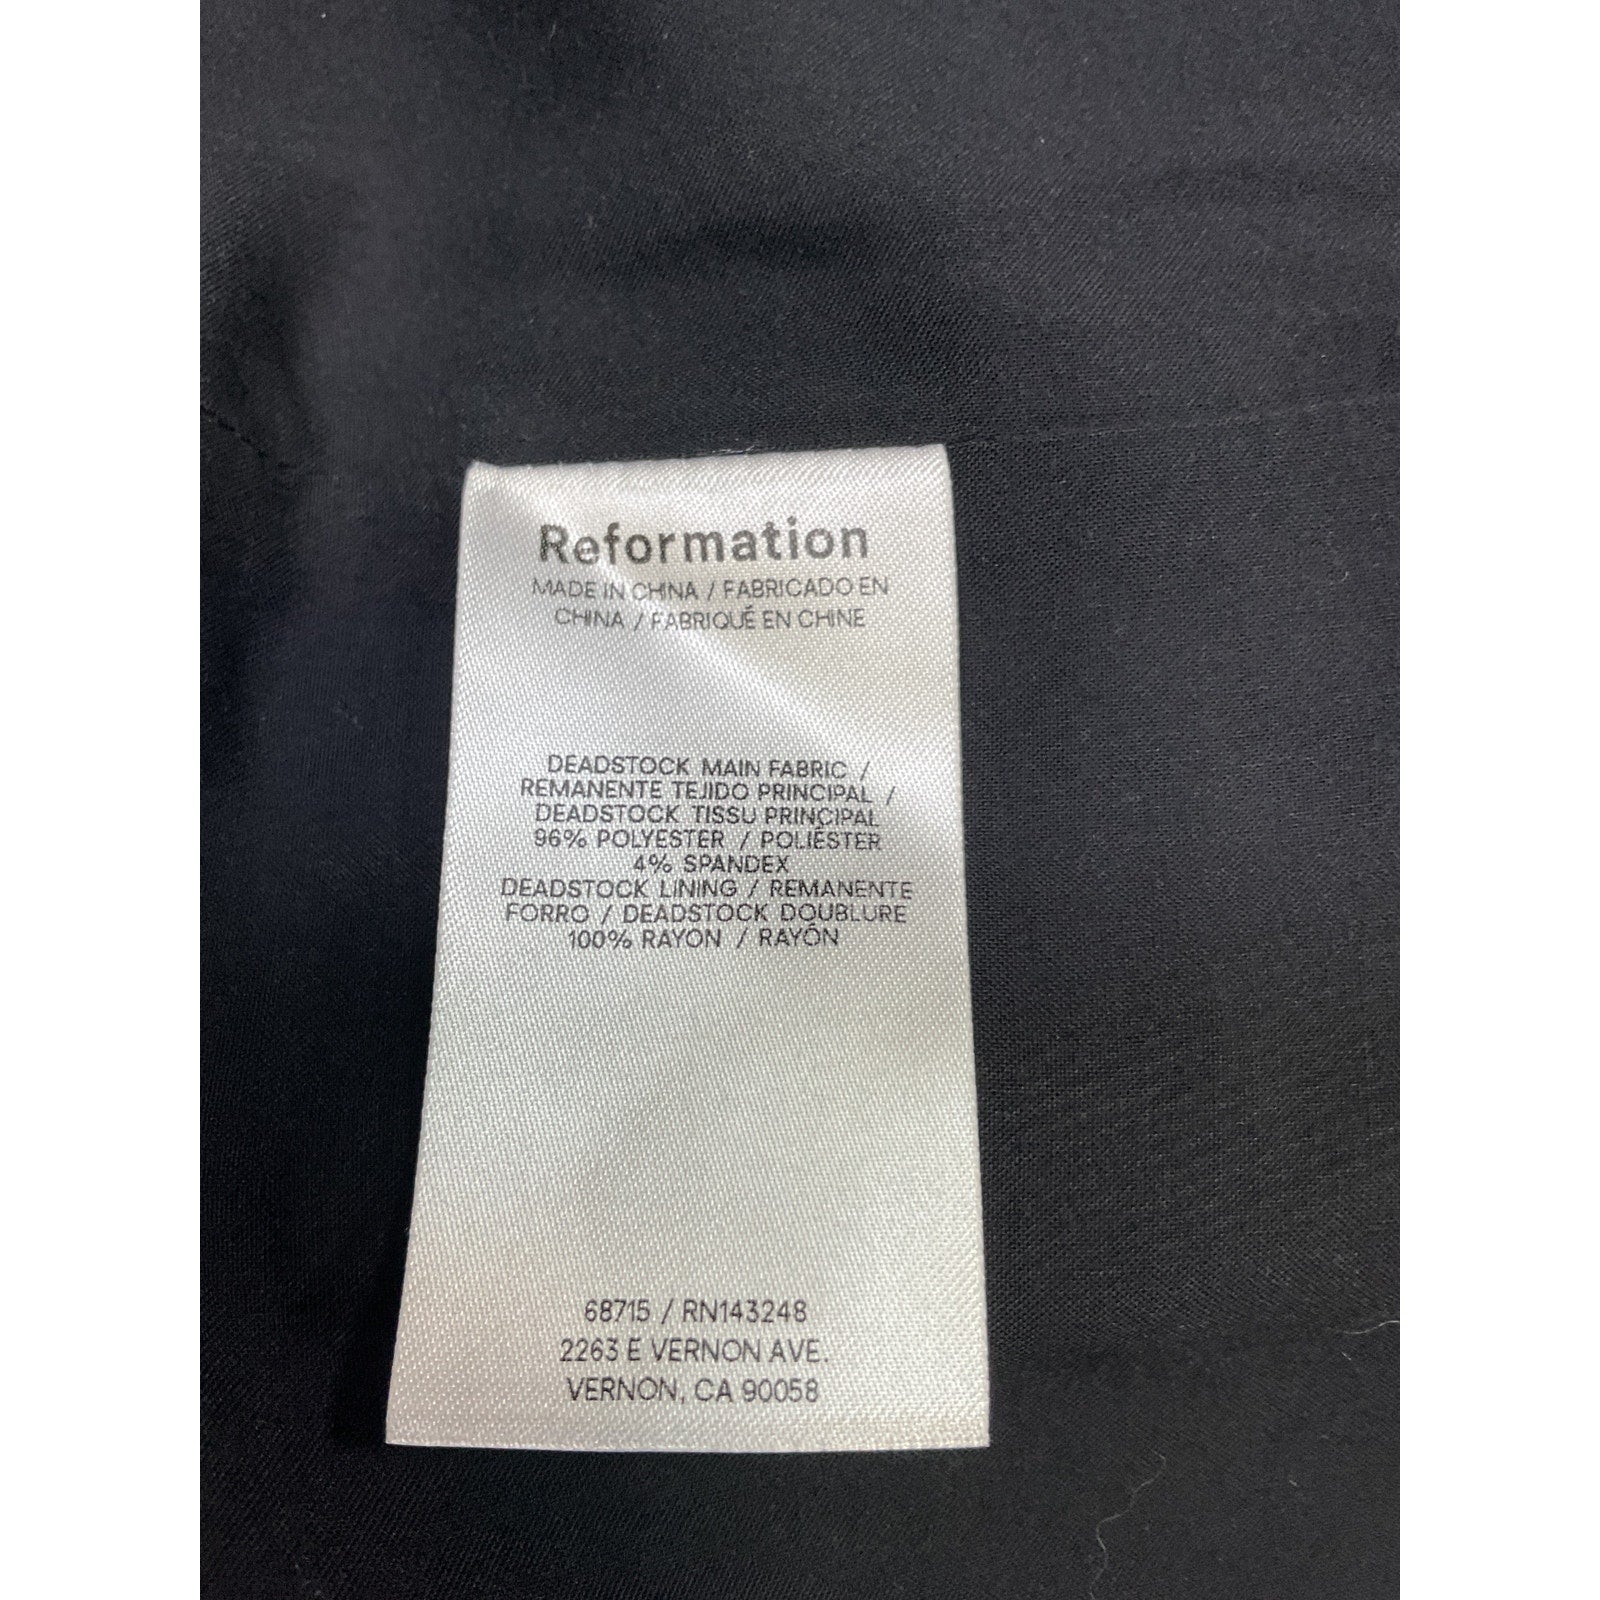 Reformation
MADE IN CHINA / FABRICADO EN
CHINA / FABRIQUÉ EN CHINE
DEADSTOCK MAIN FABRIC /
REMANENTE TEJIDO PRINCIPAL /
DEADSTOCK TISSU PRINCIPAL
96% POLYESTER / POLIÉSTER
4% SPANDEX
DEADSTOCK LINING / REMANENTE
FORRO / DEADSTOCK DOUBLURE
100% RAYON / RAYÓN
68715 / RN143248
2263 E VERNON AVE.
VERNON, CA 90058